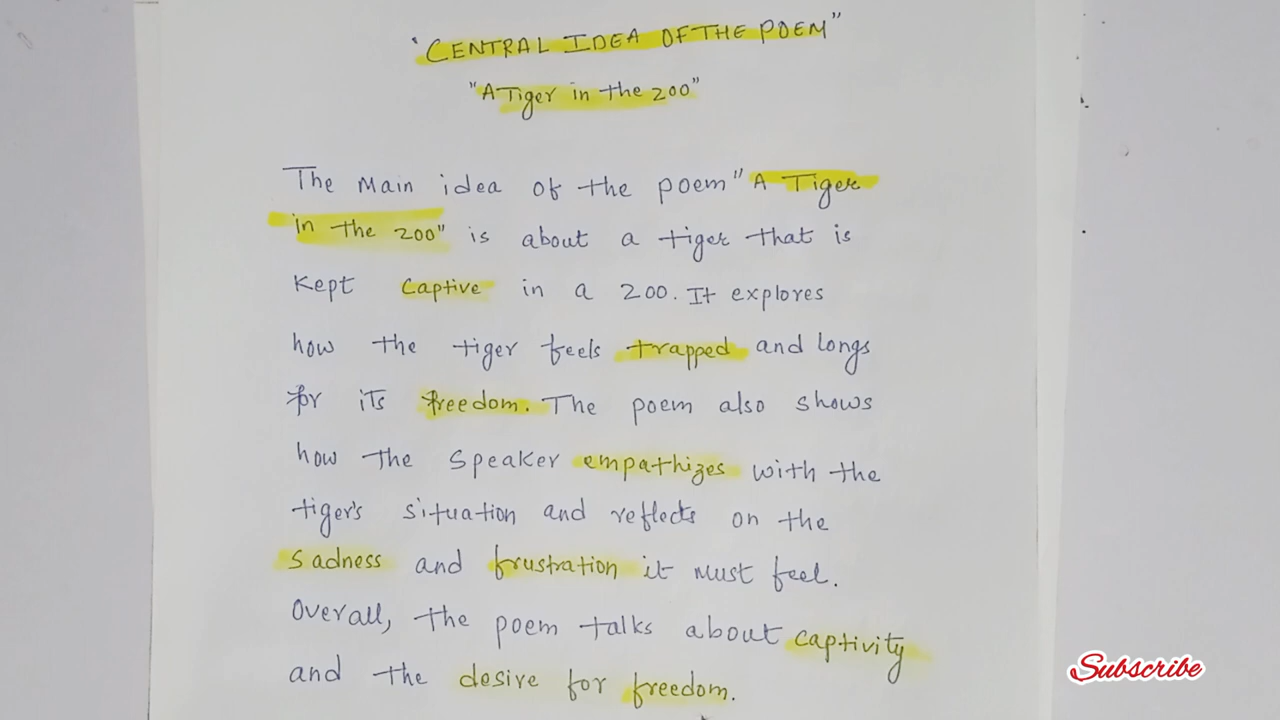 'CENTRAL IDEA OF THE POEM"
"A Tiger in the zoo"
The Main idea of the poem "A Tiger
in the zoo" is about a tiger that is
Kept Captive in a zoo. It explores
how the tiger feels trapped and longs
for its freedom. The poem also shows
how the Speaker empathizes with the
tiger's situation and reflects on the
Sadness and frustration it must feel.
Overall, the poem talks about captivity
and the desire for freedom.
Subscribe